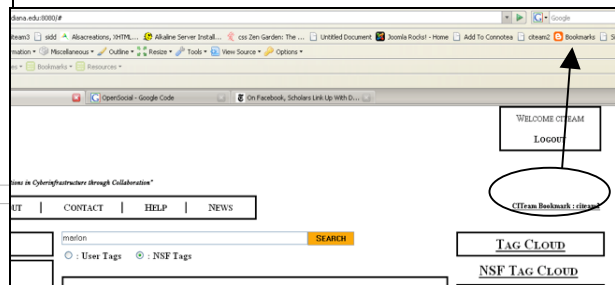 diana.edu:8080/#
Google
iteam3 sidd Alsacreations, XHTML,... Alkaline Server Install... css Zen Garden: The ... Untitled Document Joomla Rocks! - Home Add To Connotea citeam2 Bookmarks
mation Miscellaneous Outline Resize Tools View Source Options
es Bookmarks Resources
OpenSocial - Google Code On Facebook, Scholars Link Up With D...
WELCOME CITEAM
LOGOUT
tions in Cyberinfrastructure through Collaboration"
CITeam Bookmark : citeam2
UT | CONTACT | HELP | NEWS
marlon SEARCH
: User Tags : NSF Tags
TAG CLOUD
NSF TAG CLOUD